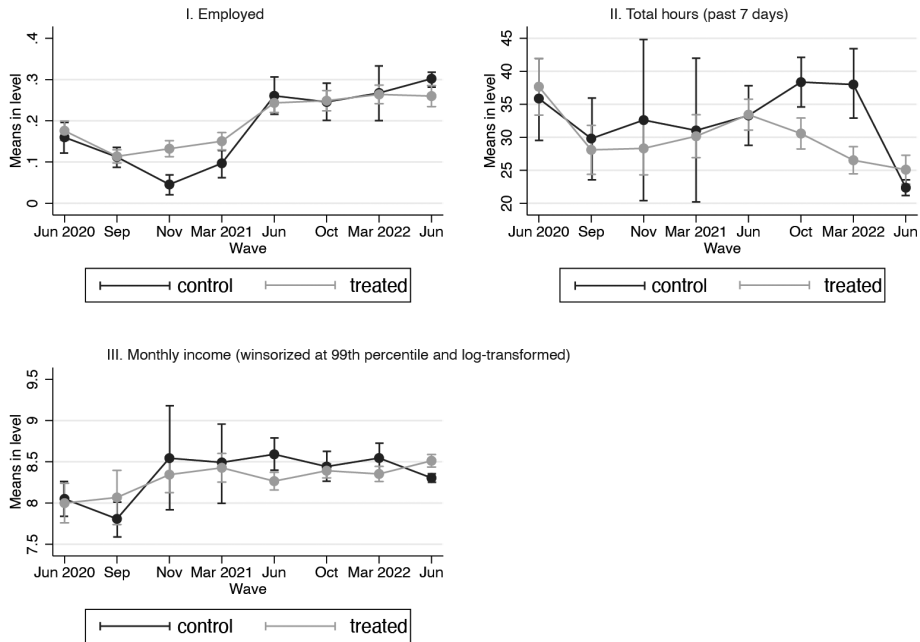 I. Employed
Means in level
.4
.3
.2
.1
0
Jun 2020 Sep Nov Mar 2021 Jun Oct Mar 2022 Jun
Wave
control treated
II. Total hours (past 7 days)
Means in level
45
40
35
30
25
20
Jun 2020 Sep Nov Mar 2021 Jun Oct Mar 2022 Jun
Wave
control treated
III. Monthly income (winsorized at 99th percentile and log-transformed)
Means in level
9.5
9
8.5
8
7.5
Jun 2020 Sep Nov Mar 2021 Jun Oct Mar 2022 Jun
Wave
control treated